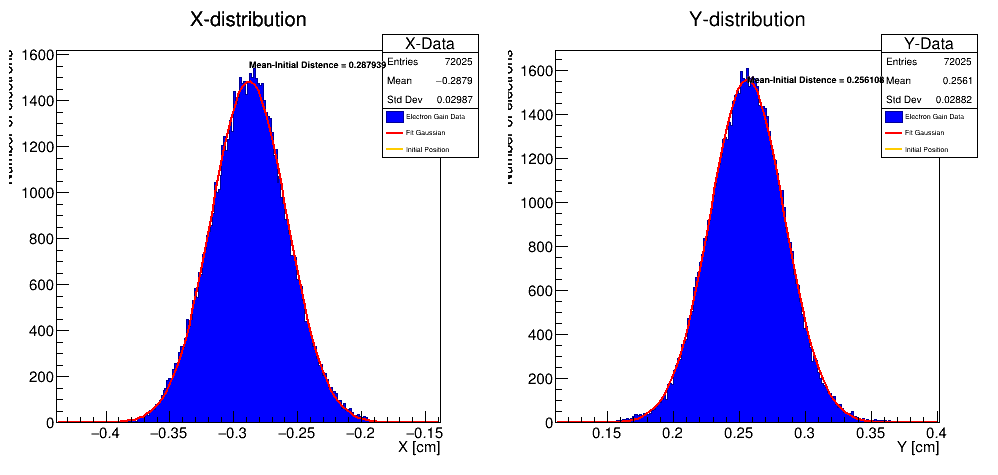 X-distribution
1600
1400
1200
1000
800
600
400
200
0
−0.4
−0.35
−0.3
−0.25
−0.2
−0.15
X [cm]
Mean-Initial Distence = 0.287939
X-Data
Entries 72025
Mean −0.2879
Std Dev 0.02987
Electron Gain Data
Fit Gaussian
Initial Position
Y-distribution
1600
1400
1200
1000
800
600
400
200
0
0.15
0.2
0.25
0.3
0.35
0.4
Y [cm]
Mean-Initial Distence = 0.256108
Y-Data
Entries 72025
Mean 0.2561
Std Dev 0.02882
Electron Gain Data
Fit Gaussian
Initial Position